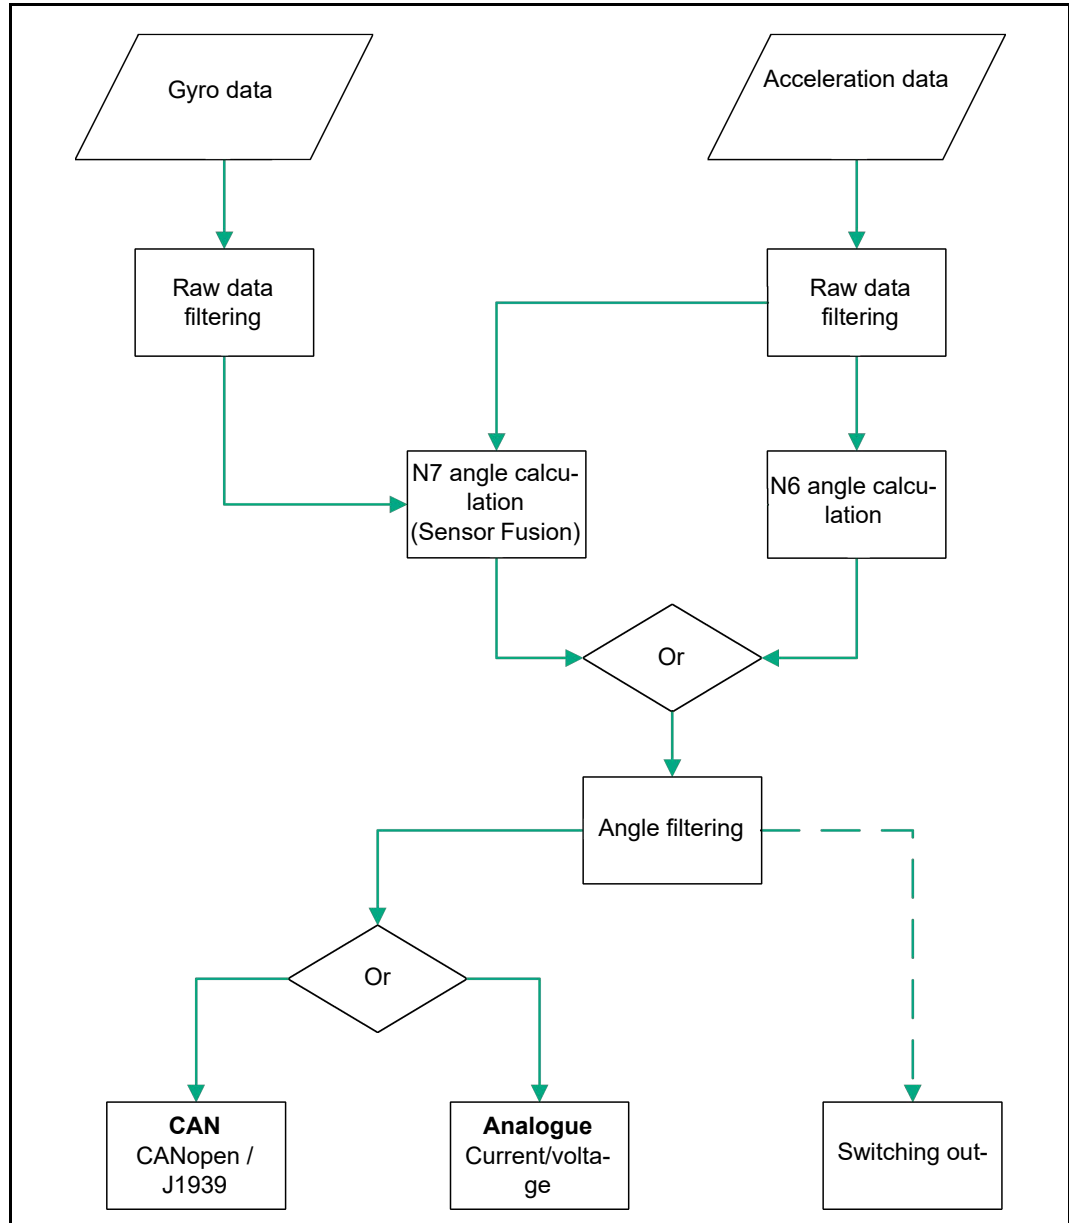 Gyro data
Acceleration data
Raw data
filtering
Raw data
filtering
N7 angle calcu-
lation
(Sensor Fusion)
N6 angle calcu-
lation
Or
Angle filtering
Or
CAN
CANopen /
J1939
Analogue
Current/volta-
ge
Switching out-